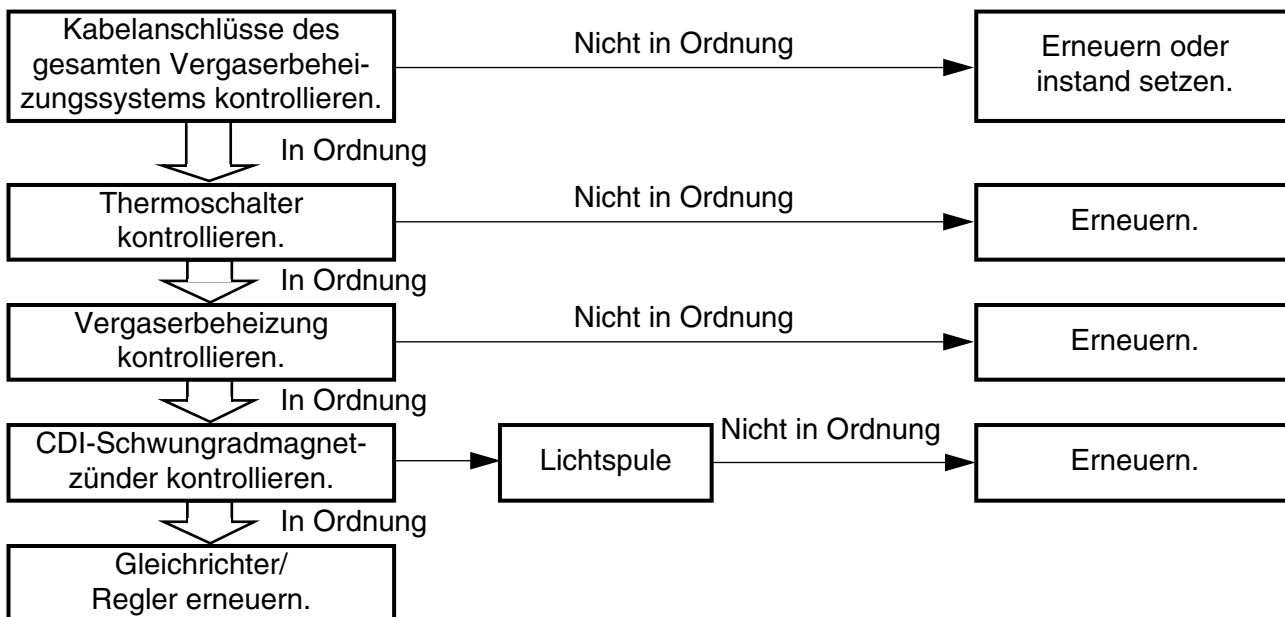 Kabelanschlüsse des
gesamten Vergaserbehei-
zungssystems kontrollieren.
Nicht in Ordnung
Erneuern oder
instand setzen.
In Ordnung
Thermoschalter
kontrollieren.
Nicht in Ordnung
Erneuern.
In Ordnung
Vergaserbeheizung
kontrollieren.
Nicht in Ordnung
Erneuern.
In Ordnung
CDI-Schwungradmagnet-
zünder kontrollieren.
Lichtspule
Nicht in Ordnung
Erneuern.
In Ordnung
Gleichrichter/
Regler erneuern.